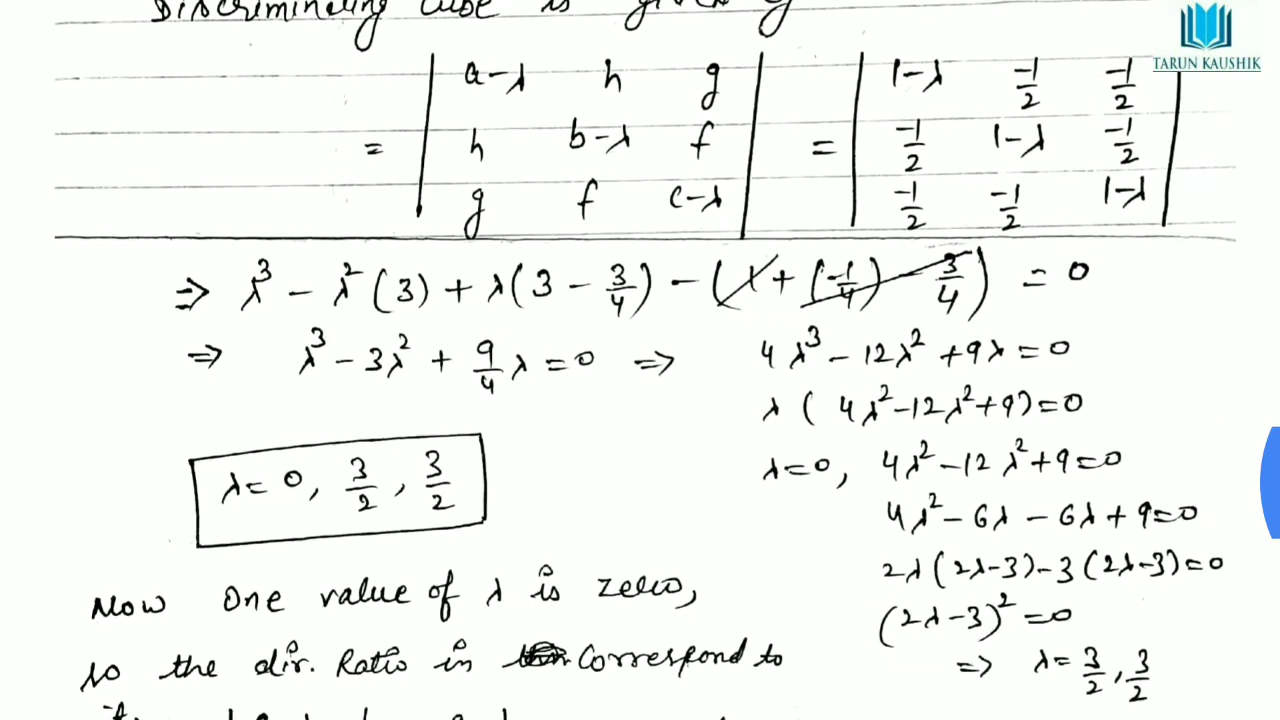 Discriminating cube is given by
TARUN KAUSHIK
= | a-λ h g | = | 1-λ -1/2 -1/2 |
| h b-λ f | | -1/2 1-λ -1/2 |
| g f c-λ | | -1/2 -1/2 1-λ |
⇒ λ³ - λ²(3) + λ(3 - 3/4) - (1 + (-1/4) - 3/4) = 0
⇒ λ³ - 3λ² + 9/4 λ = 0 ⇒ 4λ³ - 12λ² + 9λ = 0
λ ( 4λ² - 12λ² + 9) = 0
λ = 0, 4λ² - 12λ² + 9 = 0
4λ² - 6λ - 6λ + 9 = 0
2λ(2λ-3) - 3(2λ-3) = 0
(2λ-3)² = 0
⇒ λ = 3/2, 3/2
λ = 0, 3/2, 3/2
Now One value of λ is zero,
so the dir. Ratio in correspond to